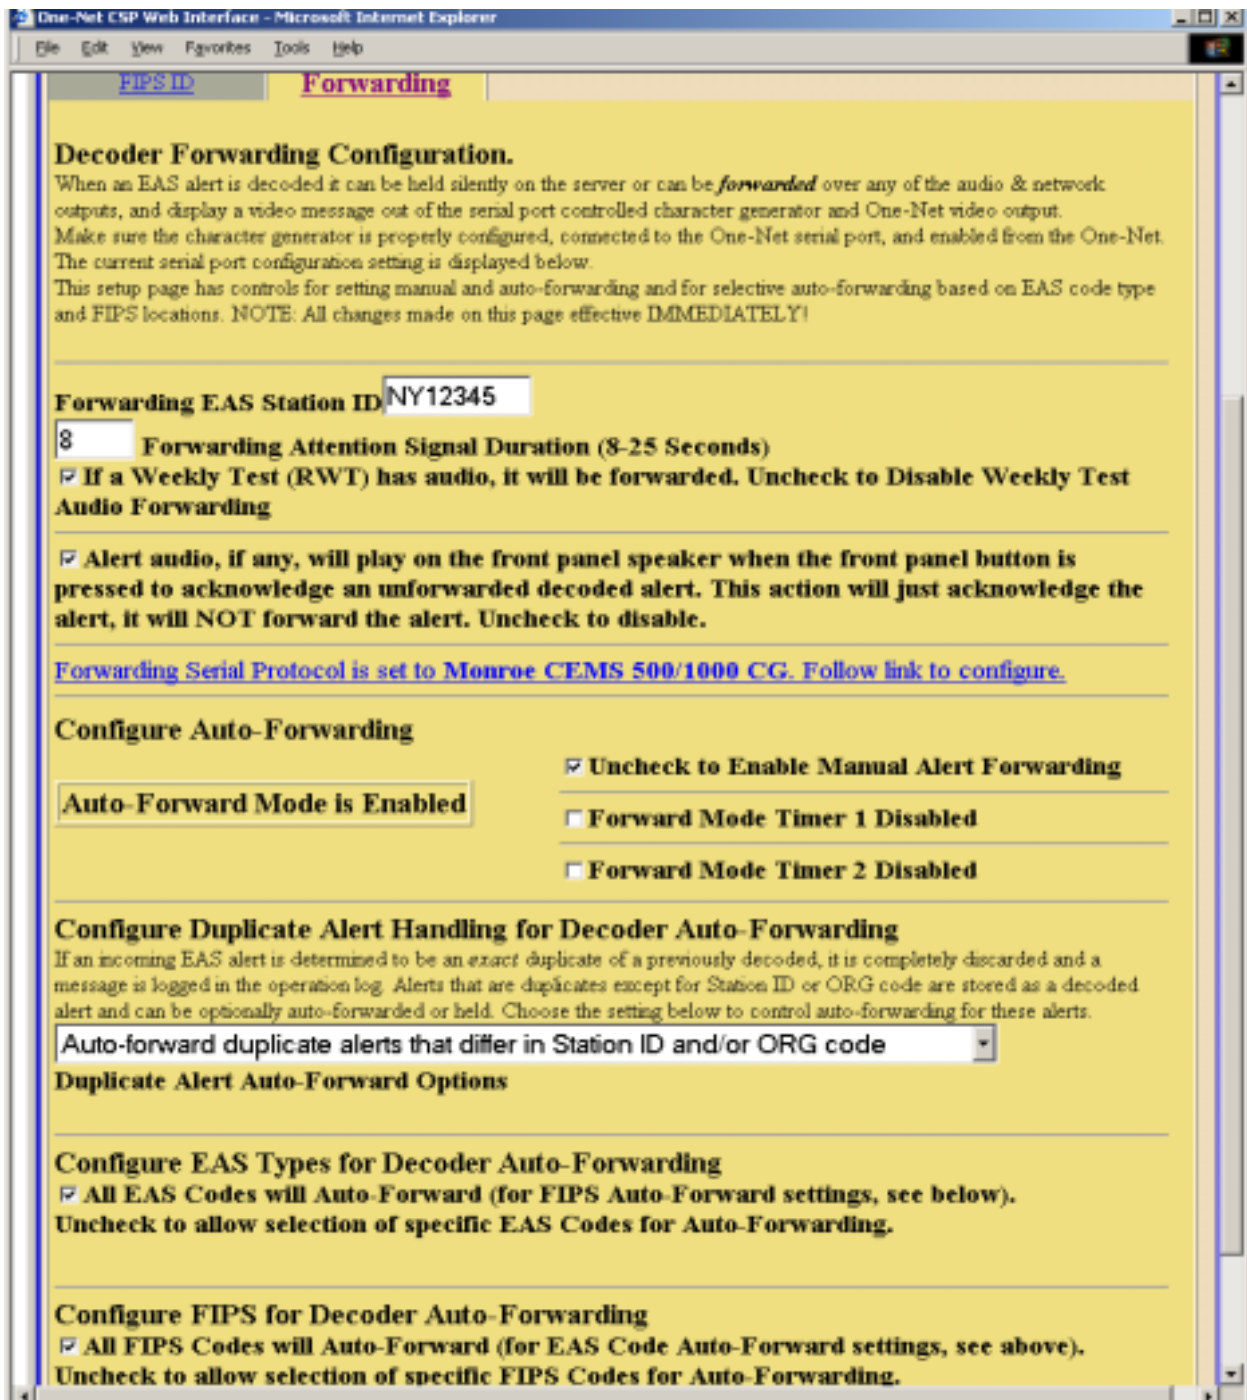 One-Net CSP Web Interface - Microsoft Internet Explorer
File Edit View Favorites Tools Help
FIPS ID Forwarding
Decoder Forwarding Configuration.
When an EAS alert is decoded it can be held silently on the server or can be forwarded over any of the audio & network
outputs, and display a video message out of the serial port controlled character generator and One-Net video output.
Make sure the character generator is properly configured, connected to the One-Net serial port, and enabled from the One-Net.
The current serial port configuration setting is displayed below.
This setup page has controls for setting manual and auto-forwarding and for selective auto-forwarding based on EAS code type
and FIPS locations. NOTE: All changes made on this page effective IMMEDIATELY!
Forwarding EAS Station ID NY12345
8 Forwarding Attention Signal Duration (8-25 Seconds)
If a Weekly Test (RWT) has audio, it will be forwarded. Uncheck to Disable Weekly Test
Audio Forwarding
Alert audio, if any, will play on the front panel speaker when the front panel button is
pressed to acknowledge an unforwarded decoded alert. This action will just acknowledge the
alert, it will NOT forward the alert. Uncheck to disable.
Forwarding Serial Protocol is set to Monroe CEMS 500/1000 CG. Follow link to configure.
Configure Auto-Forwarding
Uncheck to Enable Manual Alert Forwarding
Auto-Forward Mode is Enabled
Forward Mode Timer 1 Disabled
Forward Mode Timer 2 Disabled
Configure Duplicate Alert Handling for Decoder Auto-Forwarding
If an incoming EAS alert is determined to be an exact duplicate of a previously decoded, it is completely discarded and a
message is logged in the operation log. Alerts that are duplicates except for Station ID or ORG code are stored as a decoded
alert and can be optionally auto-forwarded or held. Choose the setting below to control auto-forwarding for these alerts.
Auto-forward duplicate alerts that differ in Station ID and/or ORG code
Duplicate Alert Auto-Forward Options
Configure EAS Types for Decoder Auto-Forwarding
All EAS Codes will Auto-Forward (for FIPS Auto-Forward settings, see below).
Uncheck to allow selection of specific EAS Codes for Auto-Forwarding.
Configure FIPS for Decoder Auto-Forwarding
All FIPS Codes will Auto-Forward (for EAS Code Auto-Forward settings, see above).
Uncheck to allow selection of specific FIPS Codes for Auto-Forwarding.